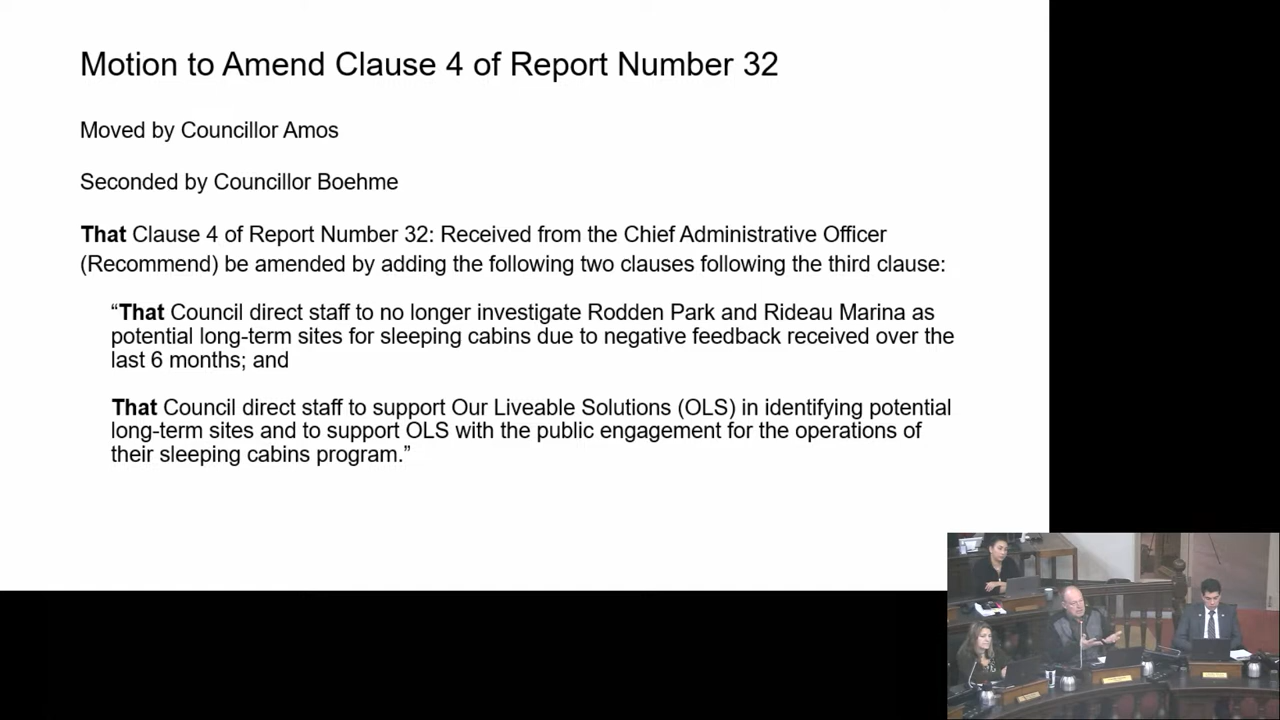 Motion to Amend Clause 4 of Report Number 32
Moved by Councillor Amos
Seconded by Councillor Boehme
That Clause 4 of Report Number 32: Received from the Chief Administrative Officer
(Recommend) be amended by adding the following two clauses following the third clause:
“That Council direct staff to no longer investigate Rodden Park and Rideau Marina as
potential long-term sites for sleeping cabins due to negative feedback received over the
last 6 months; and
That Council direct staff to support Our Liveable Solutions (OLS) in identifying potential
long-term sites and to support OLS with the public engagement for the operations of
their sleeping cabins program.”